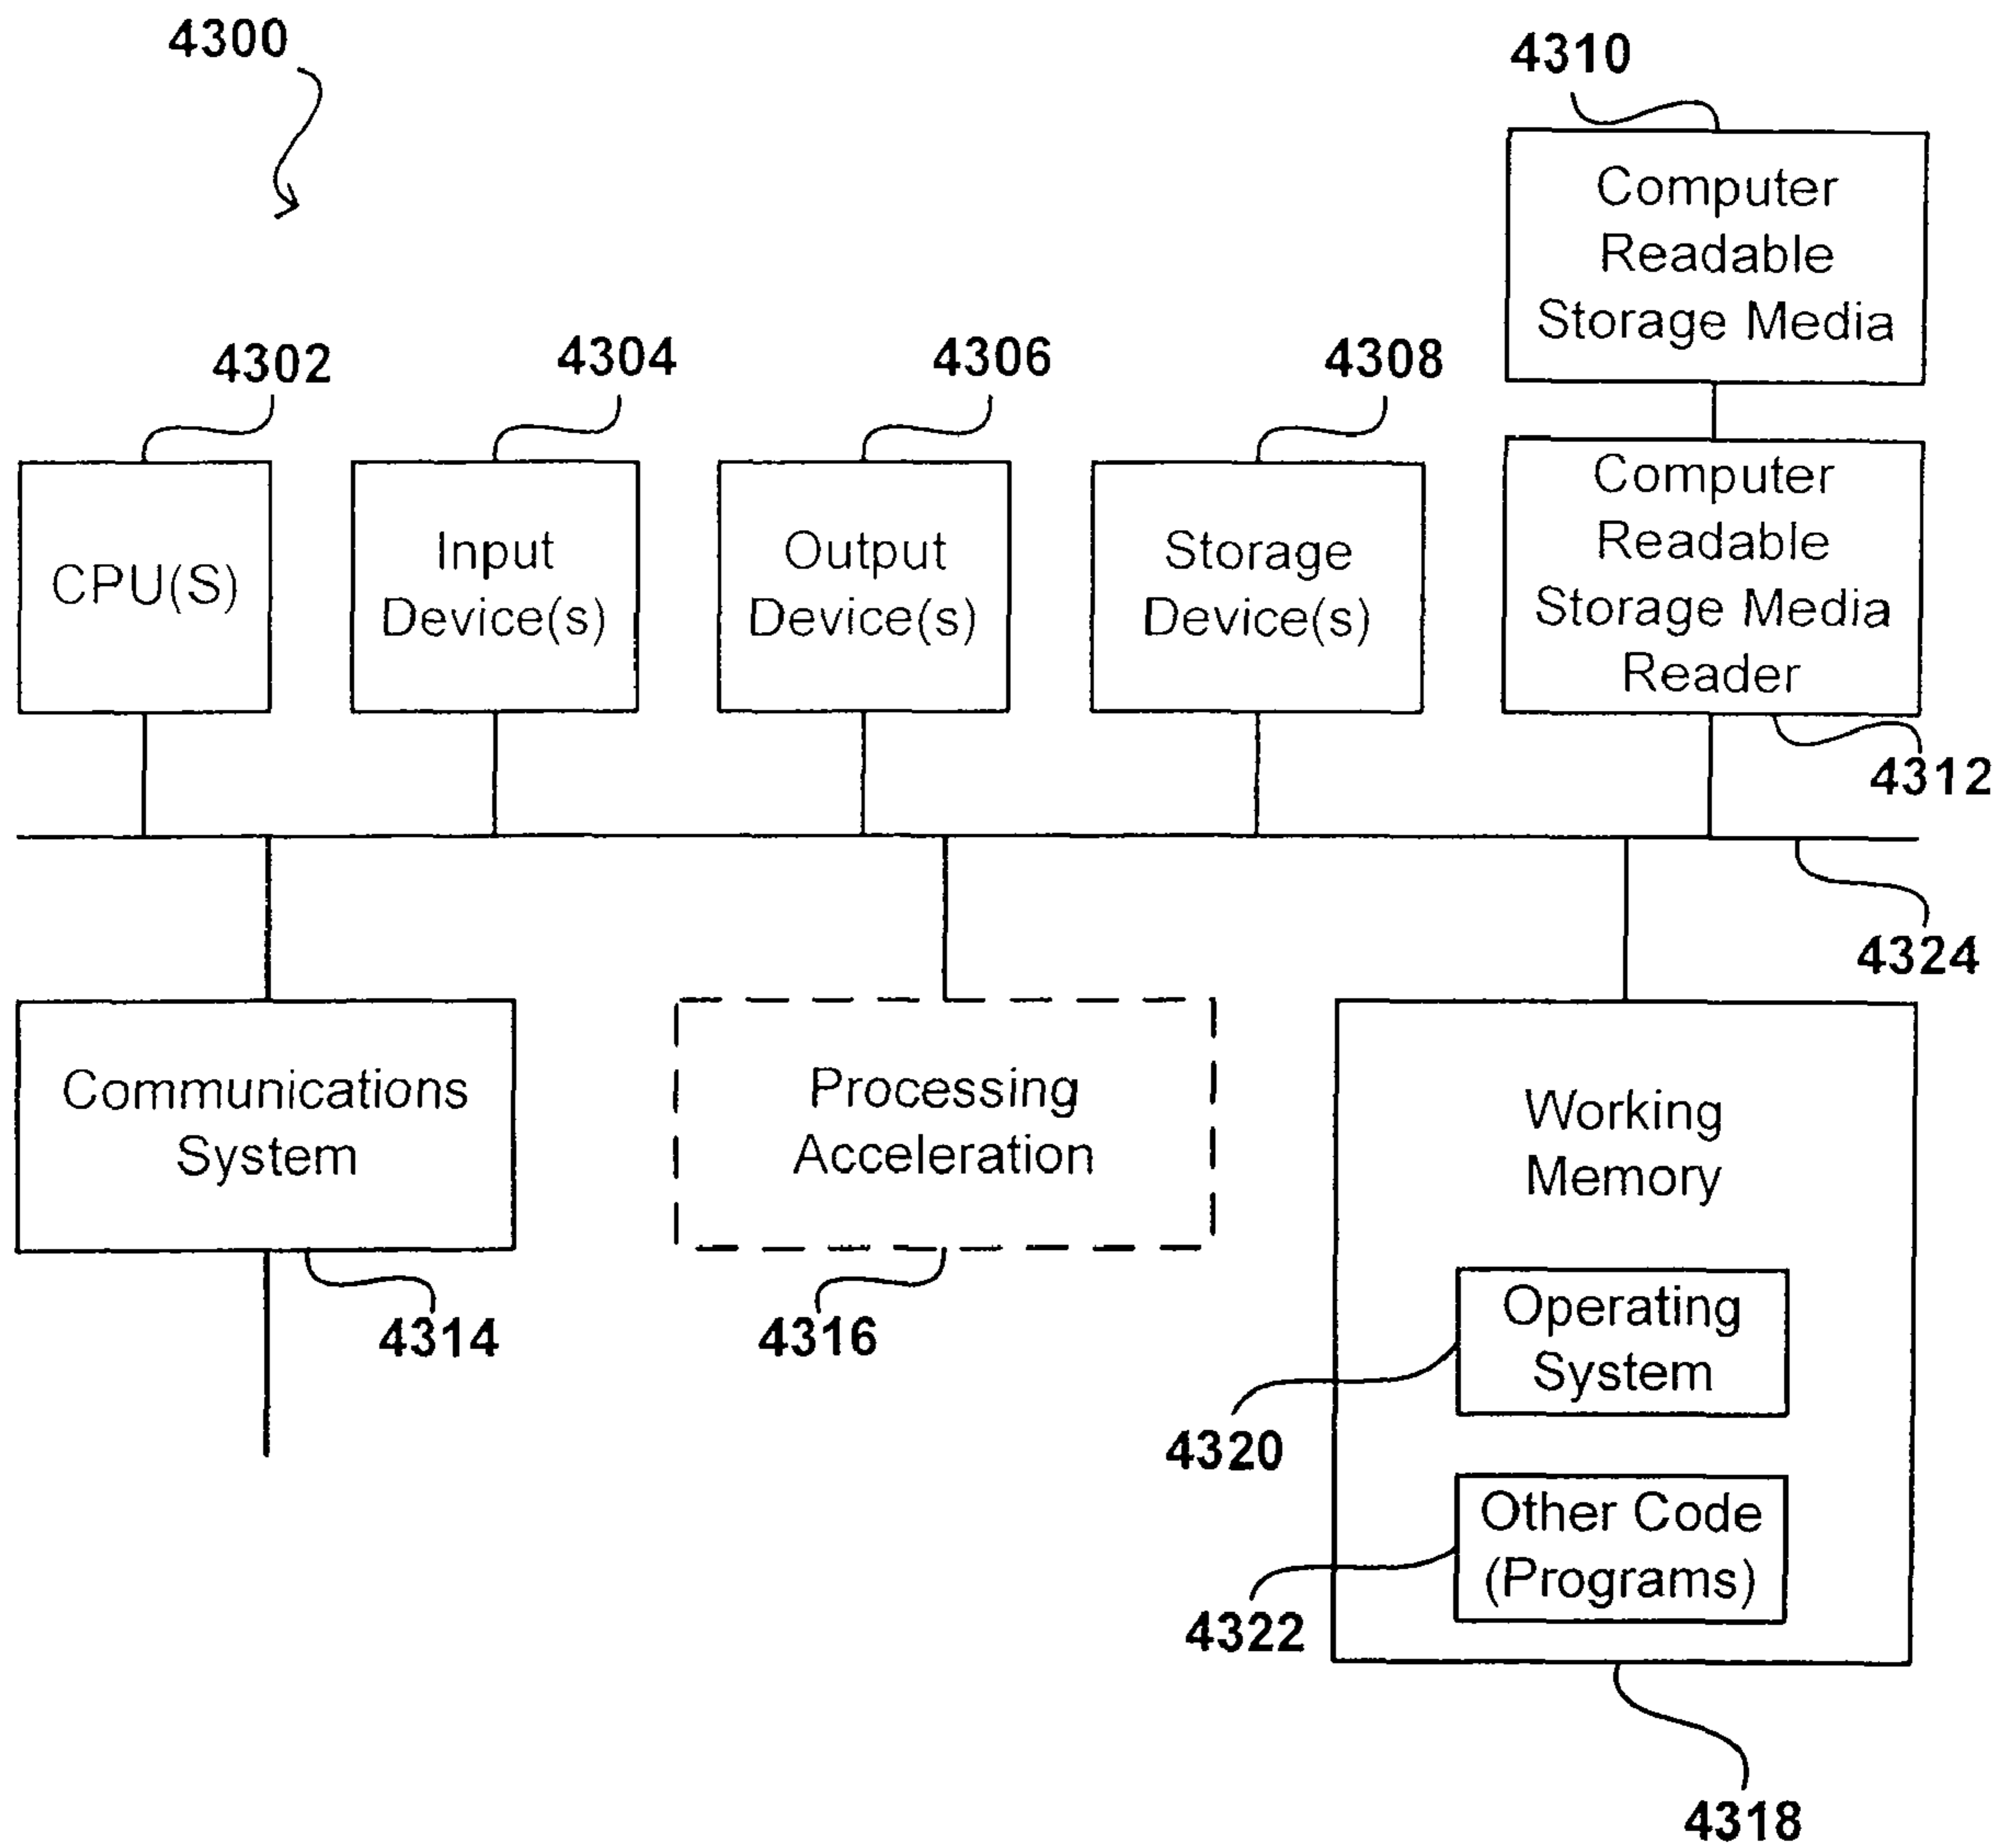 4300
4310
Computer
Readable
Storage Media
4302
4304
4306
4308
CPU(S)
Input
Device(s)
Output
Device(s)
Storage
Device(s)
Computer
Readable
Storage Media
Reader
4312
4324
Communications
System
4314
Processing
Acceleration
4316
Working
Memory
Operating
System
4320
Other Code
(Programs)
4322
4318